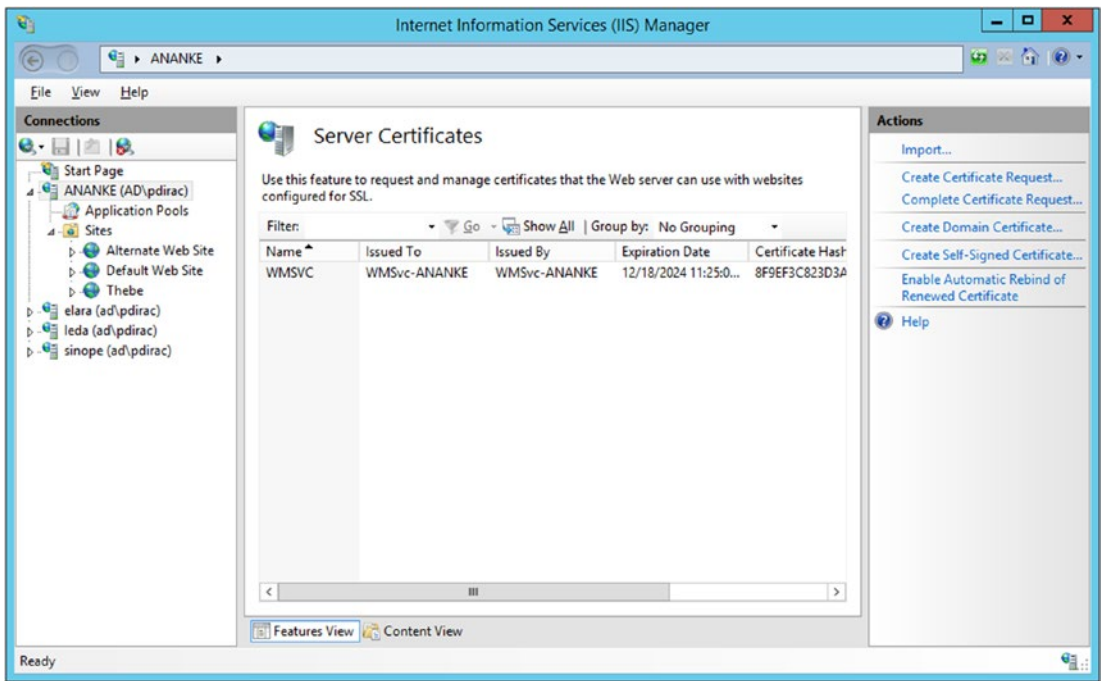 Internet Information Services (IIS) Manager
ANANKE
File View Help
Connections
Start Page
ANANKE (AD\pdirac)
Application Pools
Sites
Alternate Web Site
Default Web Site
Thebe
elara (ad\pdirac)
leda (ad\pdirac)
sinope (ad\pdirac)
Server Certificates
Use this feature to request and manage certificates that the Web server can use with websites
configured for SSL.
Filter: Go Show All Group by: No Grouping
Name Issued To Issued By Expiration Date Certificate Hash
WMSVC WMSvc-ANANKE WMSvc-ANANKE 12/18/2024 11:25:0... 8F9EF3C823D3A
Features View Content View
Actions
Import...
Create Certificate Request...
Complete Certificate Request...
Create Domain Certificate...
Create Self-Signed Certificate...
Enable Automatic Rebind of
Renewed Certificate
Help
Ready